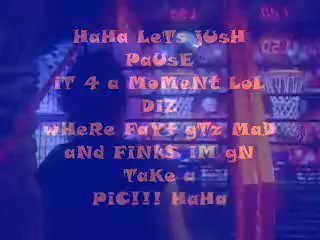 HaHa LeTs jUsH
PaUsE
iT 4 a MoMeNt LoL
DiZ
wHeRe FaYt gTz MaD
aNd FiNkS iM gN
TaKe a
PiC!!! HaHa